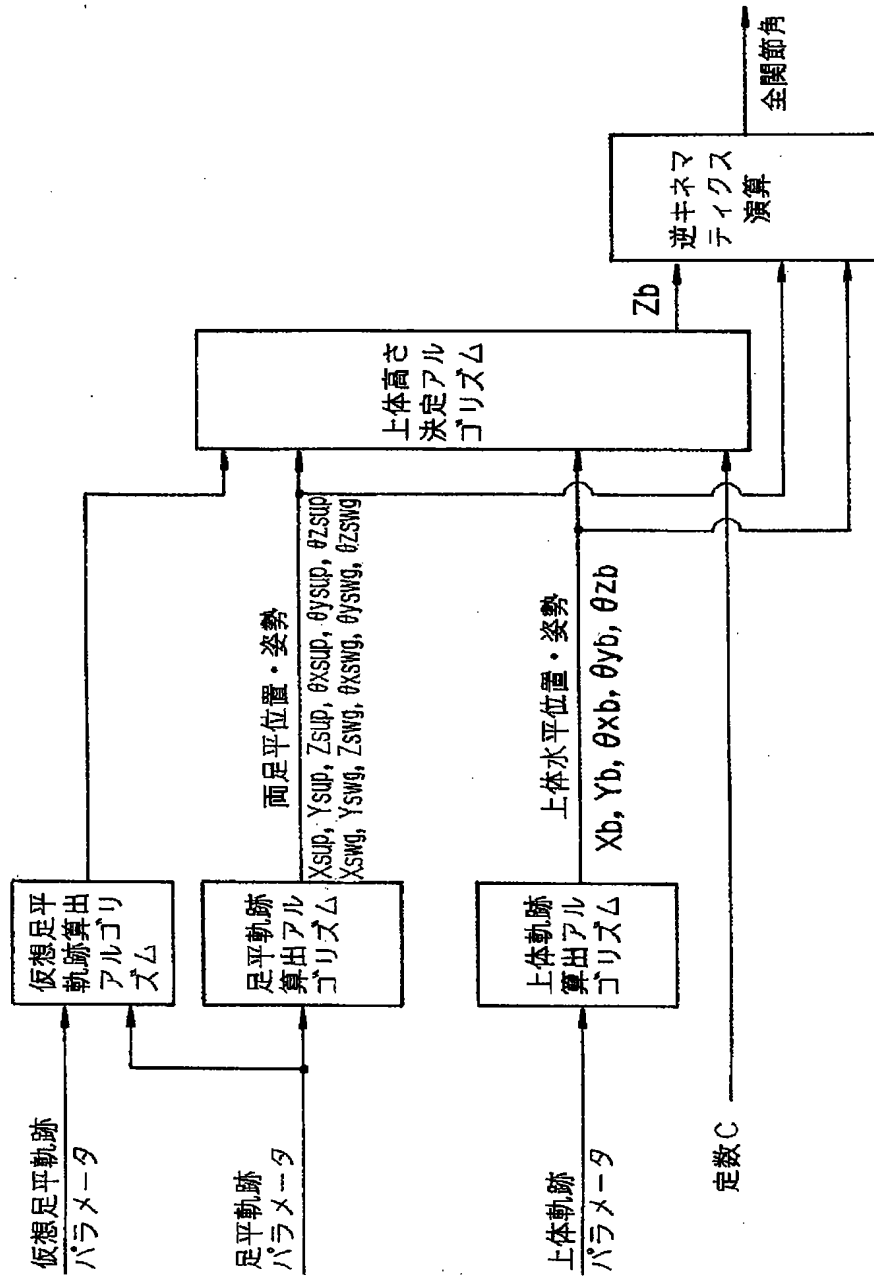 仮想足平軌跡
パラメータ
足平軌跡
パラメータ
上体軌跡
パラメータ
定数C
仮想足平
軌跡算出
アルゴリ
ズム
足平軌跡
算出アル
ゴリズム
上体軌跡
算出アル
ゴリズム
両足平位置・姿勢
Xsup, Ysup, Zsup, θxsup, θysup, θzsup
Xswg, Yswg, Zswg, θxswg, θyswg, θzswg
上体水平位置・姿勢
Xb, Yb, θxb, θyb, θzb
上体高さ
決定アル
ゴリズム
Zb
逆キネマ
ティクス
演算
全関節角